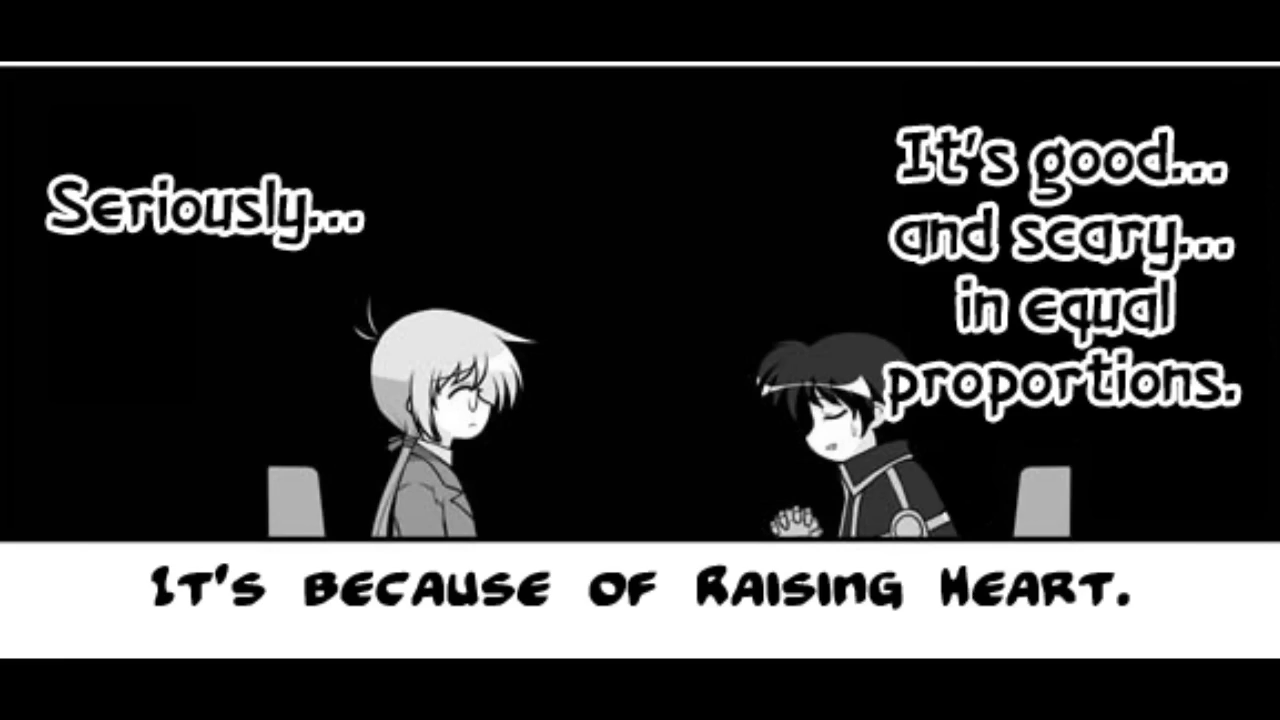 Seriously...
It's good...
and scary...
in equal
proportions.
It's because of Raising Heart.